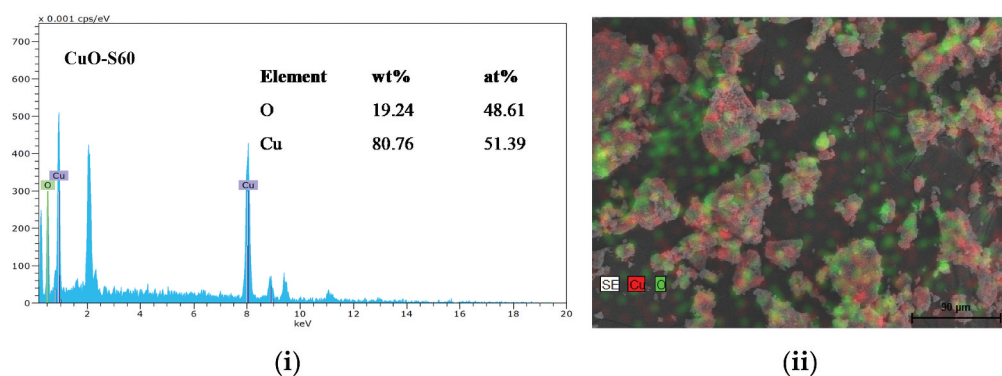 x 0.001 cps/eV
700
600
500
400
300
200
100
0
CuO-S60
Element wt% at%
O 19.24 48.61
Cu 80.76 51.39
O Cu Cu
2 4 6 8 10 12 14 16 18 20
keV
(i)
SE Cu O
90 µm
(ii)